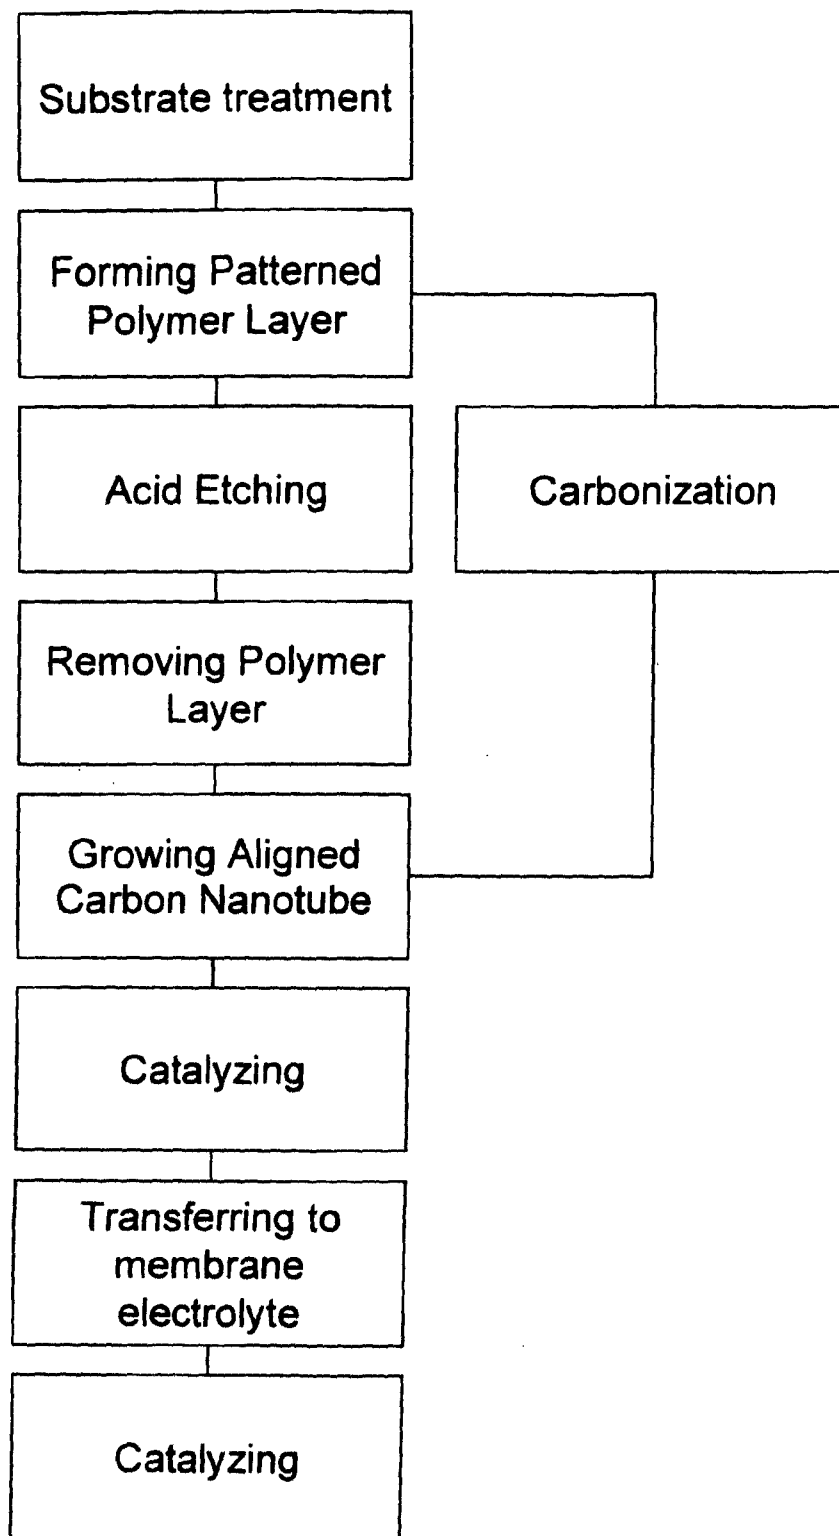 Substrate treatment
Forming Patterned
Polymer Layer
Acid Etching
Carbonization
Removing Polymer
Layer
Growing Aligned
Carbon Nanotube
Catalyzing
Transferring to
membrane
electrolyte
Catalyzing